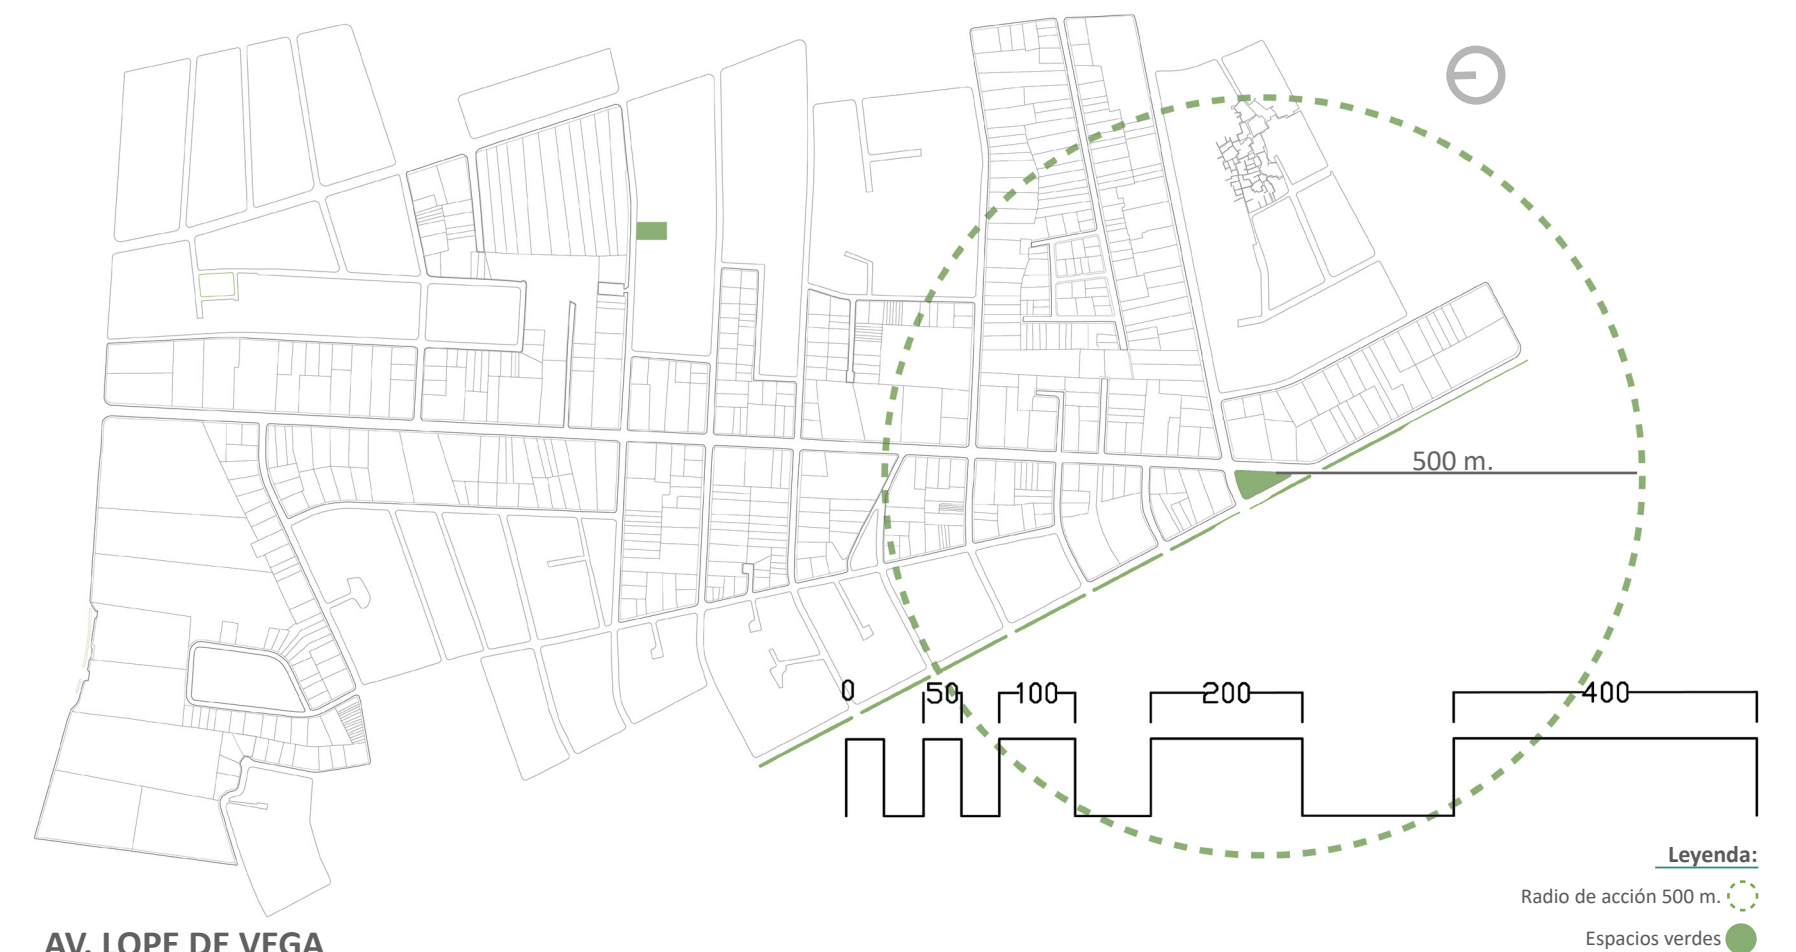 500 m.
0 50 100 200 400
Leyenda:
Radio de acción 500 m.
Espacios verdes
AV. LOPE DE VEGA